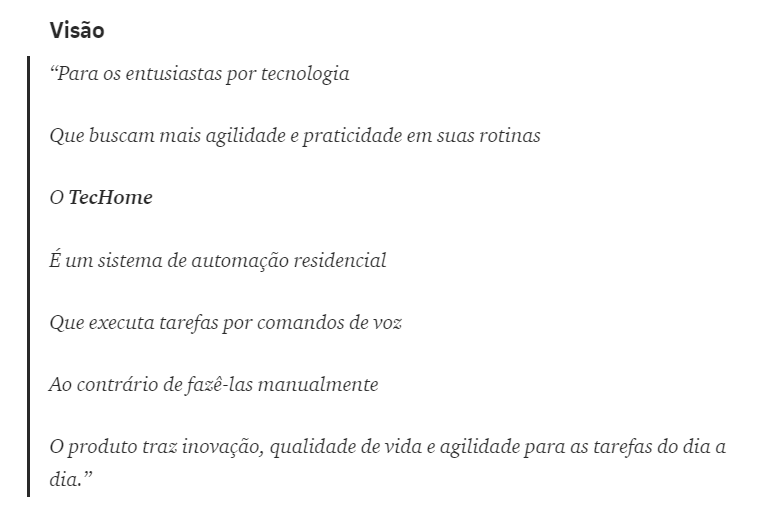 Visão
“Para os entusiastas por tecnologia
Que buscam mais agilidade e praticidade em suas rotinas
O TecHome
É um sistema de automação residencial
Que executa tarefas por comandos de voz
Ao contrário de fazê-las manualmente
O produto traz inovação, qualidade de vida e agilidade para as tarefas do dia a
dia.”